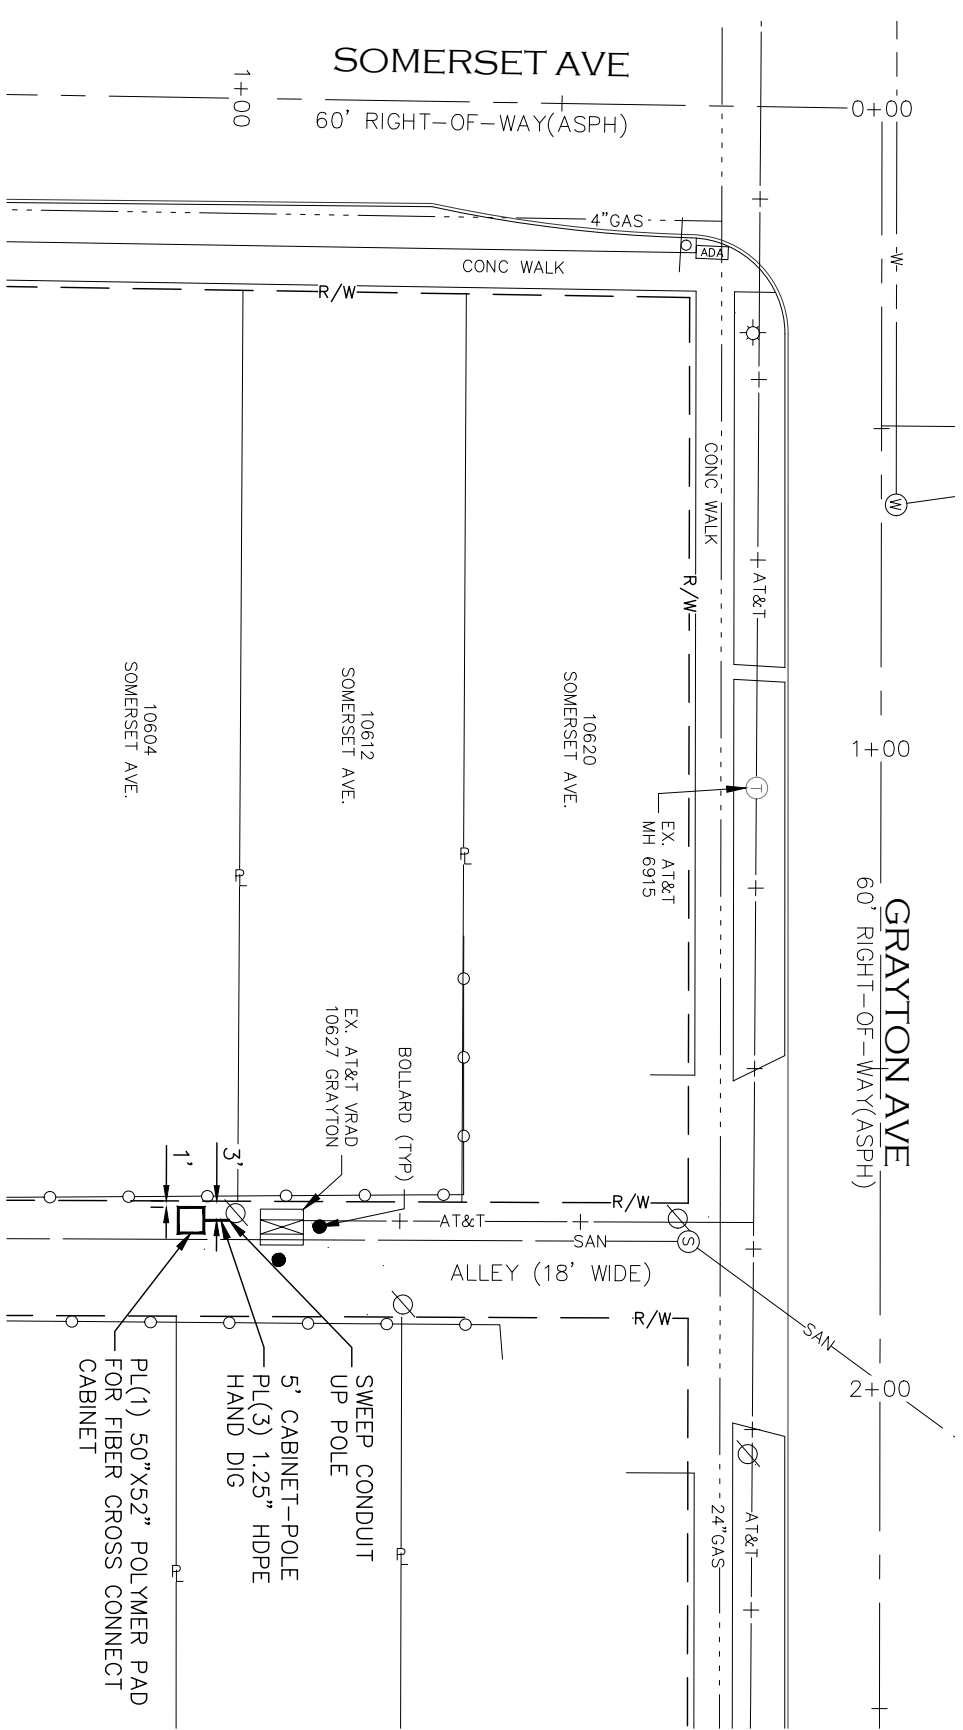 SOMERSET AVE
1+00
60' RIGHT-OF-WAY(ASPH)
0+00
4"GAS
ADA
CONC WALK
W
R/W
CONC WALK
W
AT&T
R/W
10604
SOMERSET AVE.
10612
SOMERSET AVE.
10620
SOMERSET AVE.
1+00
T
EX. AT&T
MH 6915
GRAYTON AVE
60' RIGHT-OF-WAY(ASPH)
PL
PL
EX. AT&T VRAD
10627 GRAYTON
BOLLARD (TYP)
1'
3'
R/W
AT&T
SAN
S
ALLEY (18' WIDE)
R/W
SAN
2+00
SWEEP CONDUIT
UP POLE
5' CABINET-POLE
PL(3) 1.25" HDPE
HAND DIG
PL(1) 50"X52" POLYMER PAD
FOR FIBER CROSS CONNECT
CABINET
24"GAS
AT&T
PL
PL